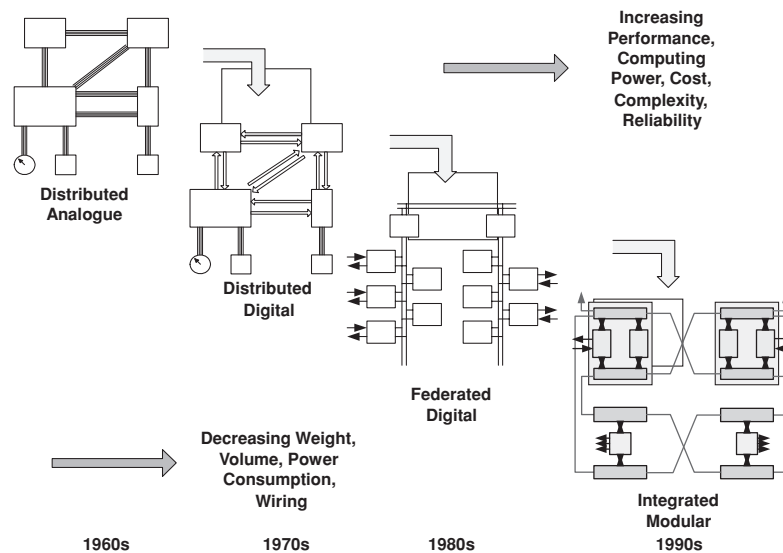 Increasing
Performance,
Computing
Power, Cost,
Complexity,
Reliability
Distributed
Analogue
Distributed
Digital
Federated
Digital
Decreasing Weight,
Volume, Power
Consumption,
Wiring
Integrated
Modular
1960s 1970s 1980s 1990s